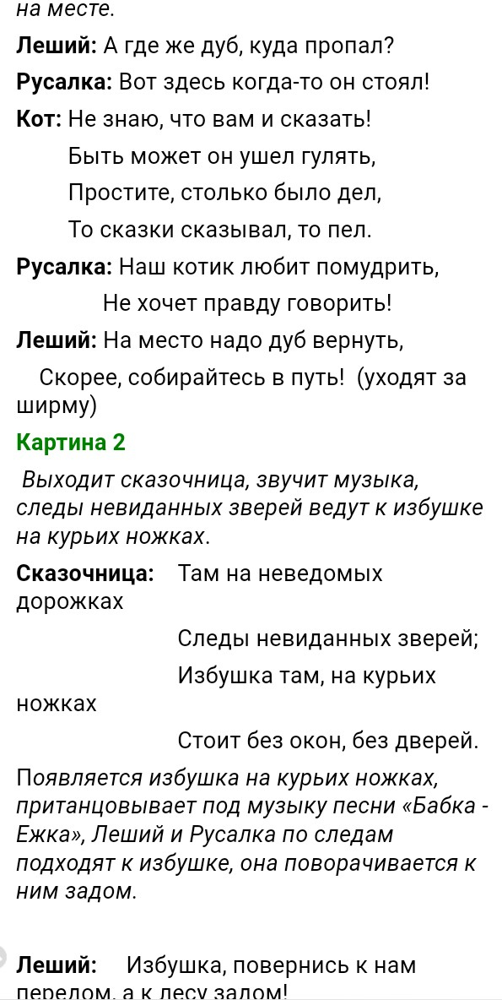 на месте.
Леший: А где же дуб, куда пропал?
Русалка: Вот здесь когда-то он стоял!
Кот: Не знаю, что вам и сказать!
Быть может он ушел гулять,
Простите, столько было дел,
То сказки сказывал, то пел.
Русалка: Наш котик любит помудрить,
Не хочет правду говорить!
Леший: На место надо дуб вернуть,
Скорее, собирайтесь в путь! (уходят за
ширму)
Картина 2
Выходит сказочница, звучит музыка,
следы невиданных зверей ведут к избушке
на курьих ножках.
Сказочница: Там на неведомых
дорожках
Следы невиданных зверей;
Избушка там, на курьих
ножках
Стоит без окон, без дверей.
Появляется избушка на курьих ножках,
пританцовывает под музыку песни «Бабка -
Ежка», Леший и Русалка по следам
подходят к избушке, она поворачивается к
ним задом.
Леший: Избушка, повернись к нам
передом, а к лесу задом!